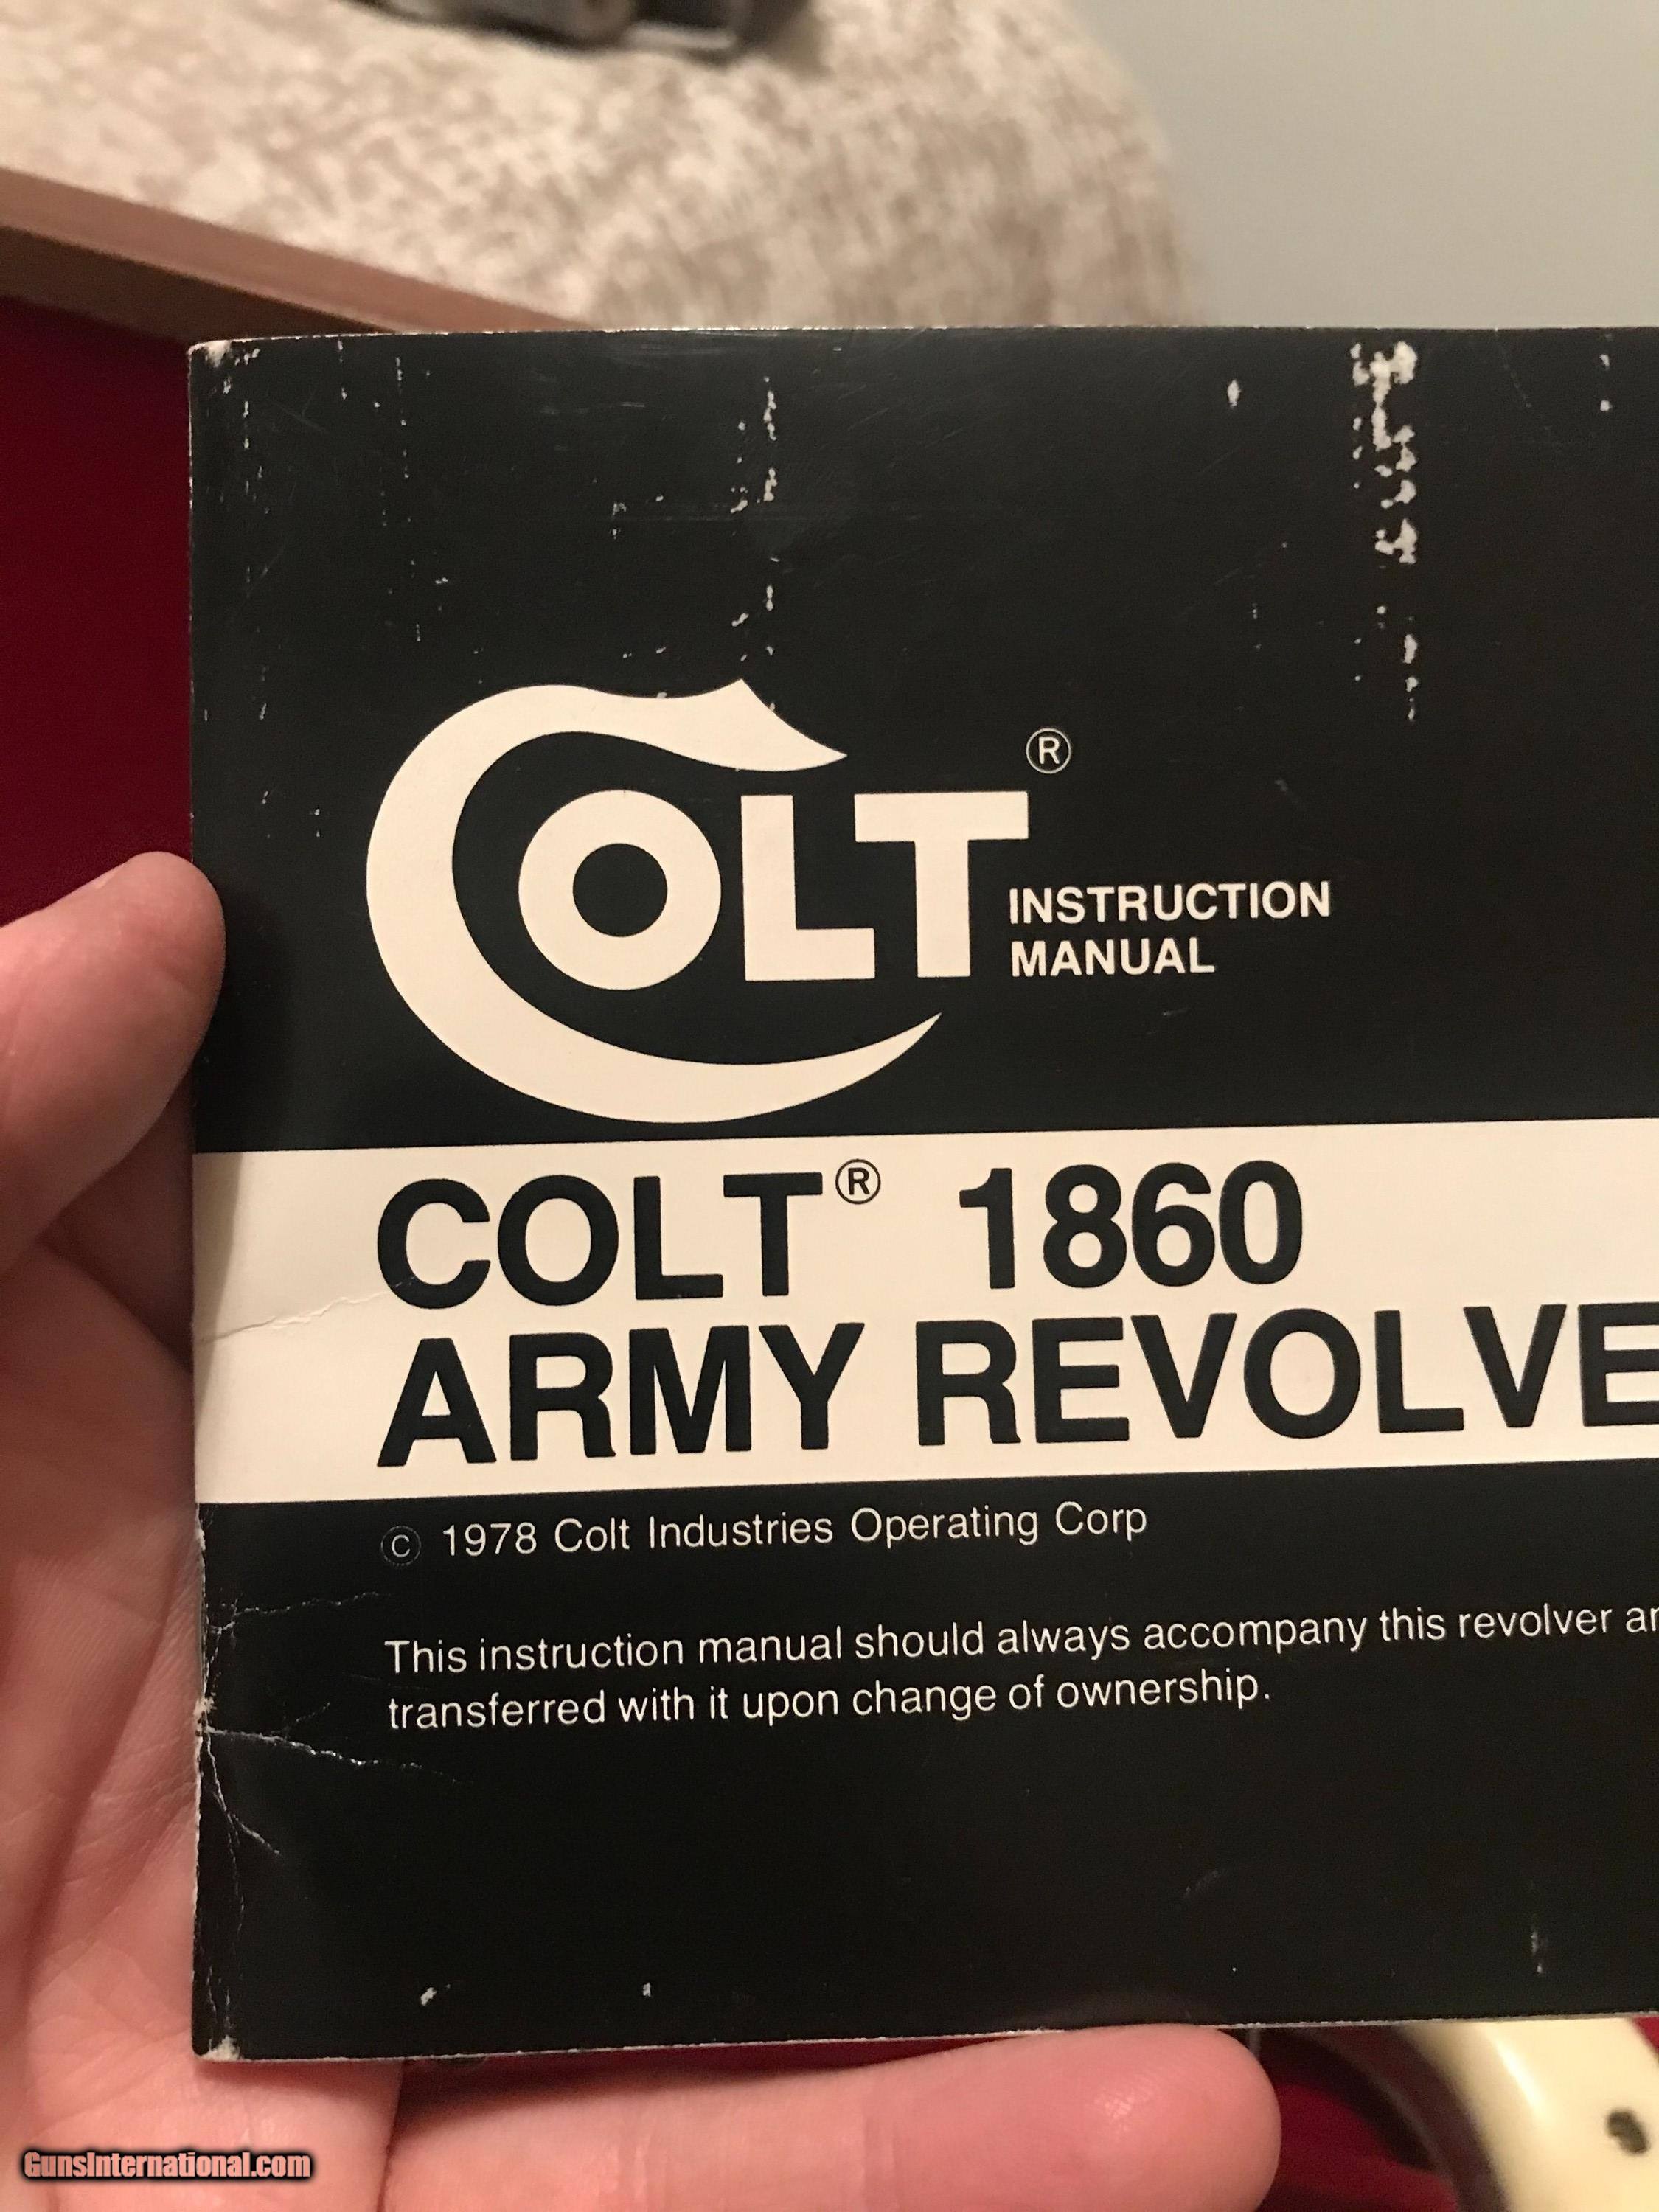 COLT®
INSTRUCTION
MANUAL
COLT® 1860
ARMY REVOLVE
© 1978 Colt Industries Operating Corp
This instruction manual should always accompany this revolver
transferred with it upon change of ownership.
GunsInternational.com